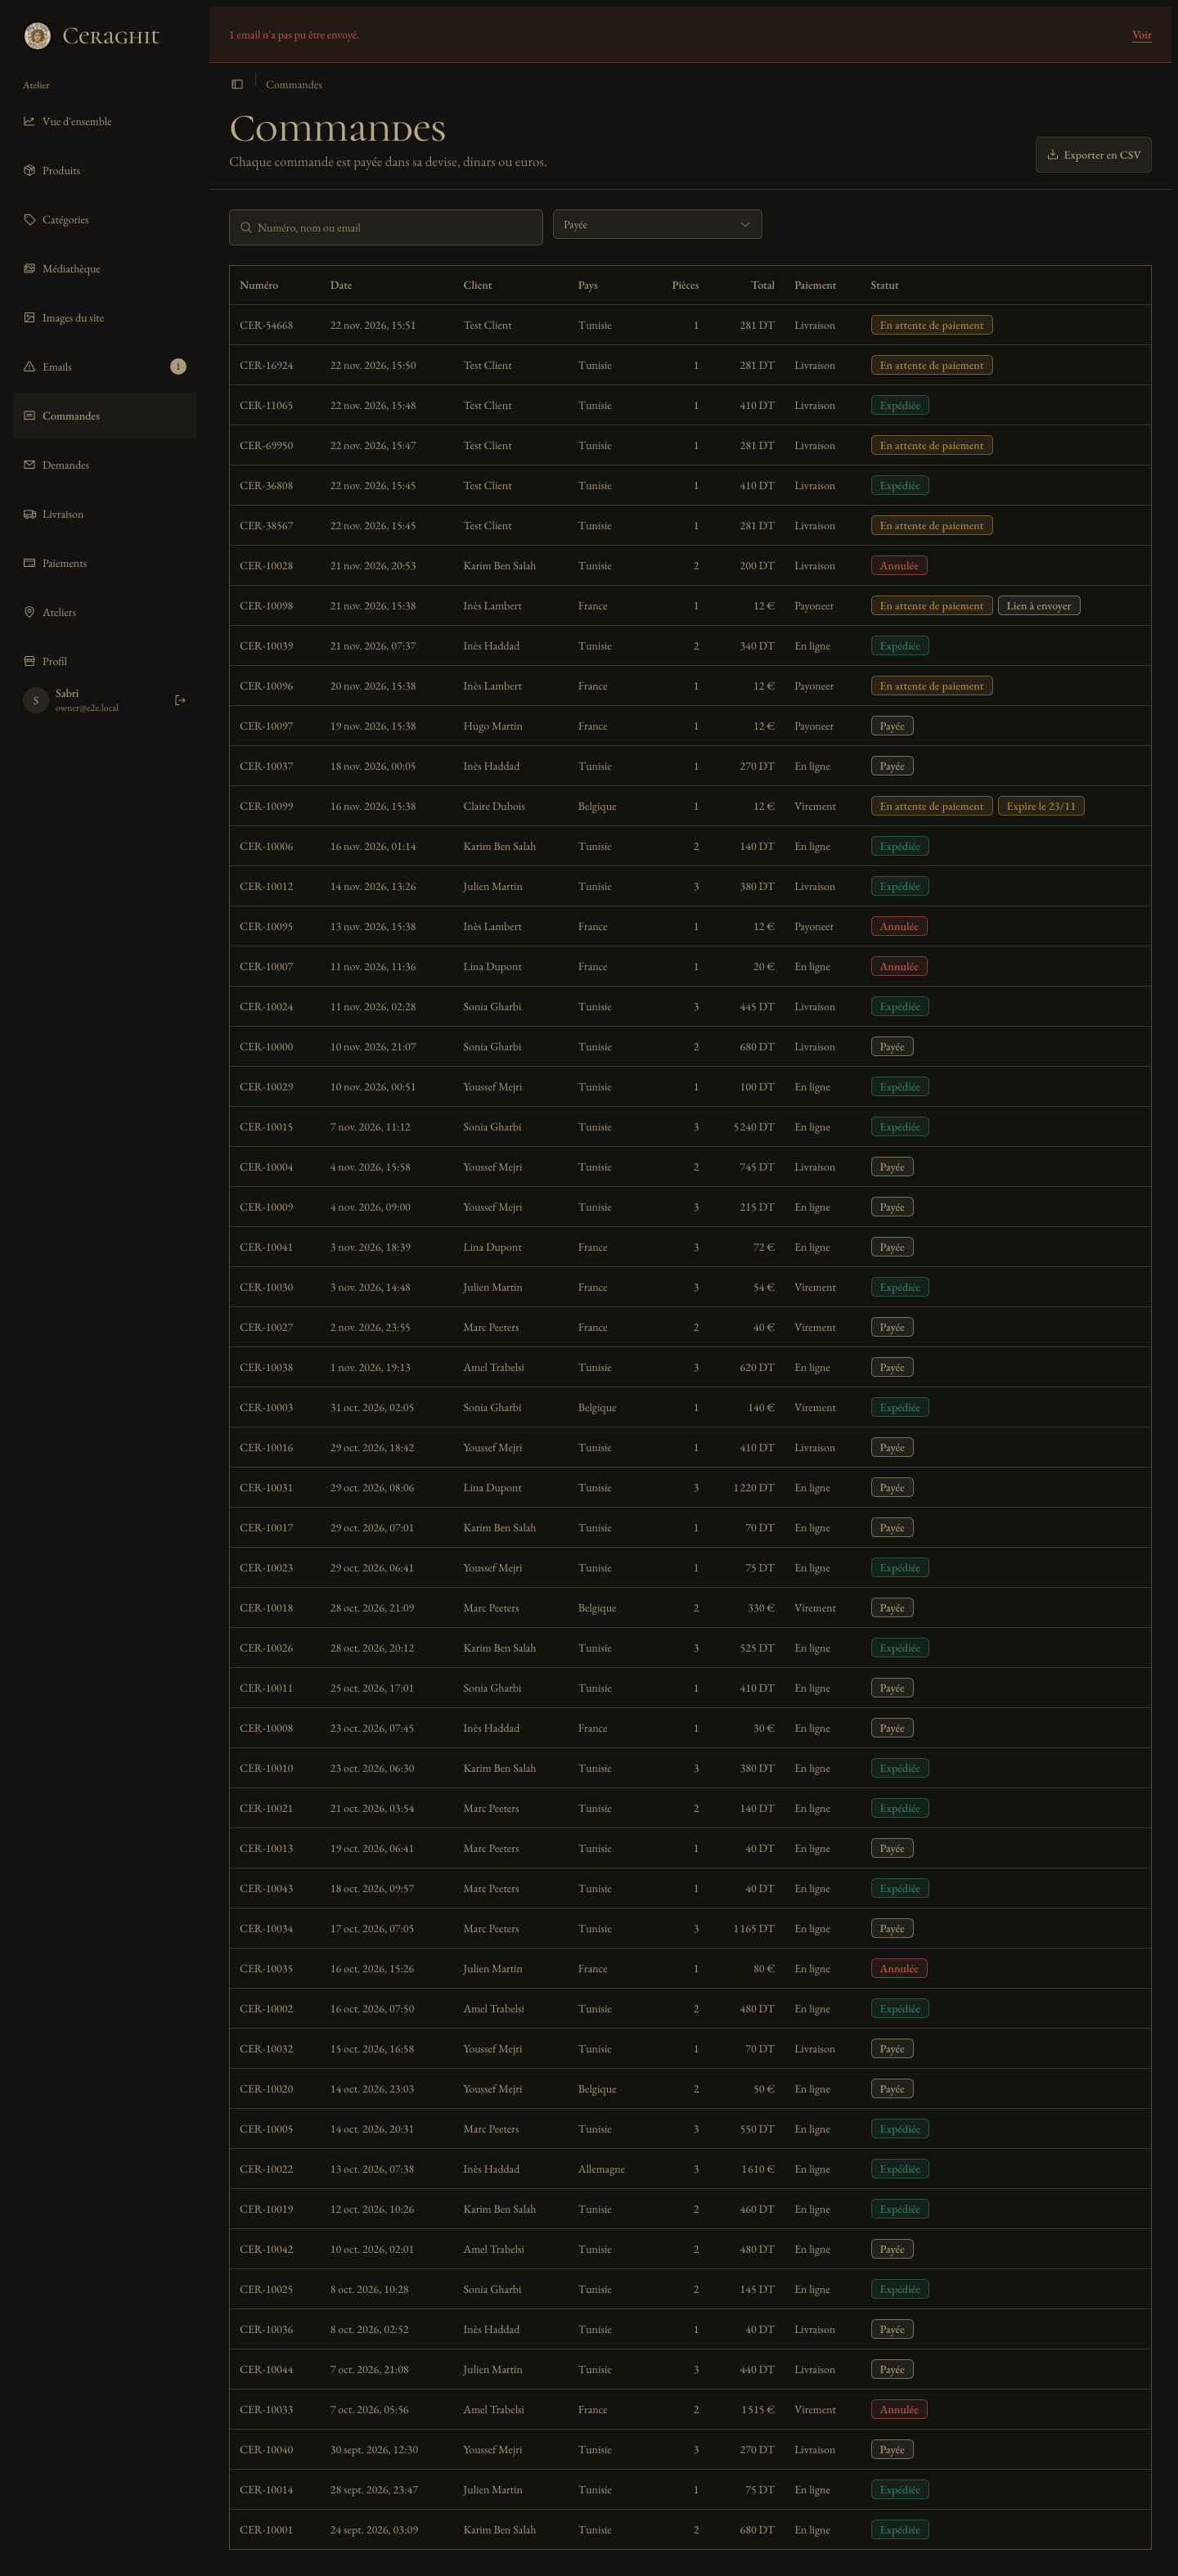 Ceraghit
Atelier
Vue d'ensemble
Produits
Catégories
Médiathèque
Images du site
Emails 1
Commandes
Demandes
Livraison
Paiements
Ateliers
Profil
S Sabri
owner@e2e.local
1 email n'a pas pu être envoyé. Voir
Commandes
Commandes
Chaque commande est payée dans sa devise, dinars ou euros.
Exporter en CSV
Numéro, nom ou email Payée
Numéro Date Client Pays Pièces Total Paiement Statut
CER-54668 22 nov. 2026, 15:51 Test Client Tunisie 1 281 DT Livraison En attente de paiement
CER-16924 22 nov. 2026, 15:50 Test Client Tunisie 1 281 DT Livraison En attente de paiement
CER-11065 22 nov. 2026, 15:48 Test Client Tunisie 1 410 DT Livraison Expédiée
CER-69950 22 nov. 2026, 15:47 Test Client Tunisie 1 281 DT Livraison En attente de paiement
CER-36808 22 nov. 2026, 15:45 Test Client Tunisie 1 410 DT Livraison Expédiée
CER-38567 22 nov. 2026, 15:45 Test Client Tunisie 1 281 DT Livraison En attente de paiement
CER-10028 21 nov. 2026, 20:53 Karim Ben Salah Tunisie 2 200 DT Livraison Annulée
CER-10098 21 nov. 2026, 15:38 Inès Lambert France 1 12 € Payoneer En attente de paiement Lien à envoyer
CER-10039 21 nov. 2026, 07:37 Inès Haddad Tunisie 2 340 DT En ligne Expédiée
CER-10096 20 nov. 2026, 15:38 Inès Lambert France 1 12 € Payoneer En attente de paiement
CER-10097 19 nov. 2026, 15:38 Hugo Martin France 1 12 € Payoneer Payée
CER-10037 18 nov. 2026, 00:05 Inès Haddad Tunisie 1 270 DT En ligne Payée
CER-10099 16 nov. 2026, 15:38 Claire Dubois Belgique 1 12 € Virement En attente de paiement Expire le 23/11
CER-10006 16 nov. 2026, 01:14 Karim Ben Salah Tunisie 2 140 DT En ligne Expédiée
CER-10012 14 nov. 2026, 13:26 Julien Martin Tunisie 3 380 DT Livraison Expédiée
CER-10095 13 nov. 2026, 15:38 Inès Lambert France 1 12 € Payoneer Annulée
CER-10007 11 nov. 2026, 11:36 Lina Dupont France 1 20 € En ligne Annulée
CER-10024 11 nov. 2026, 02:28 Sonia Gharbi Tunisie 3 445 DT Livraison Expédiée
CER-10000 10 nov. 2026, 21:07 Sonia Gharbi Tunisie 2 680 DT Livraison Payée
CER-10029 10 nov. 2026, 00:51 Youssef Mejri Tunisie 1 100 DT En ligne Expédiée
CER-10015 7 nov. 2026, 11:12 Sonia Gharbi Tunisie 3 5 240 DT En ligne Expédiée
CER-10004 4 nov. 2026, 15:58 Youssef Mejri Tunisie 2 745 DT Livraison Payée
CER-10009 4 nov. 2026, 09:00 Youssef Mejri Tunisie 3 215 DT En ligne Payée
CER-10041 3 nov. 2026, 18:39 Lina Dupont France 3 72 € En ligne Payée
CER-10030 3 nov. 2026, 14:48 Julien Martin France 3 54 € Virement Expédiée
CER-10027 2 nov. 2026, 23:55 Marc Peeters France 2 40 € Virement Payée
CER-10038 1 nov. 2026, 19:13 Amel Trabelsi Tunisie 3 620 DT En ligne Payée
CER-10003 31 oct. 2026, 02:05 Sonia Gharbi Belgique 1 140 € Virement Expédiée
CER-10016 29 oct. 2026, 18:42 Youssef Mejri Tunisie 1 410 DT Livraison Payée
CER-10031 29 oct. 2026, 08:06 Lina Dupont Tunisie 3 1 220 DT En ligne Payée
CER-10017 29 oct. 2026, 07:01 Karim Ben Salah Tunisie 1 70 DT En ligne Payée
CER-10023 29 oct. 2026, 06:41 Youssef Mejri Tunisie 1 75 DT En ligne Expédiée
CER-10018 28 oct. 2026, 21:09 Marc Peeters Belgique 2 330 € Virement Payée
CER-10026 28 oct. 2026, 20:12 Karim Ben Salah Tunisie 3 525 DT En ligne Expédiée
CER-10011 25 oct. 2026, 17:01 Sonia Gharbi Tunisie 1 410 DT En ligne Payée
CER-10008 23 oct. 2026, 07:45 Inès Haddad France 1 30 € En ligne Payée
CER-10010 23 oct. 2026, 06:30 Karim Ben Salah Tunisie 3 380 DT En ligne Expédiée
CER-10021 21 oct. 2026, 03:54 Marc Peeters Tunisie 2 140 DT En ligne Expédiée
CER-10013 19 oct. 2026, 06:41 Marc Peeters Tunisie 1 40 DT En ligne Payée
CER-10043 18 oct. 2026, 09:57 Marc Peeters Tunisie 1 40 DT En ligne Expédiée
CER-10034 17 oct. 2026, 07:05 Marc Peeters Tunisie 3 1 165 DT En ligne Payée
CER-10035 16 oct. 2026, 15:26 Julien Martin France 1 80 € En ligne Annulée
CER-10002 16 oct. 2026, 07:50 Amel Trabelsi Tunisie 2 480 DT En ligne Expédiée
CER-10032 15 oct. 2026, 16:58 Youssef Mejri Tunisie 1 70 DT Livraison Payée
CER-10020 14 oct. 2026, 23:03 Youssef Mejri Belgique 2 50 € En ligne Payée
CER-10005 14 oct. 2026, 20:31 Marc Peeters Tunisie 3 550 DT En ligne Expédiée
CER-10022 13 oct. 2026, 07:38 Inès Haddad Allemagne 3 1 610 € En ligne Expédiée
CER-10019 12 oct. 2026, 10:26 Karim Ben Salah Tunisie 2 460 DT En ligne Expédiée
CER-10042 10 oct. 2026, 02:01 Amel Trabelsi Tunisie 2 480 DT En ligne Payée
CER-10025 8 oct. 2026, 10:28 Sonia Gharbi Tunisie 2 145 DT En ligne Expédiée
CER-10036 8 oct. 2026, 02:52 Inès Haddad Tunisie 1 40 DT Livraison Payée
CER-10044 7 oct. 2026, 21:08 Julien Martin Tunisie 3 440 DT Livraison Payée
CER-10033 7 oct. 2026, 05:56 Amel Trabelsi France 2 1 515 € Virement Annulée
CER-10040 30 sept. 2026, 12:30 Youssef Mejri Tunisie 3 270 DT Livraison Payée
CER-10014 28 sept. 2026, 23:47 Julien Martin Tunisie 1 75 DT En ligne Expédiée
CER-10001 24 sept. 2026, 03:09 Karim Ben Salah Tunisie 2 680 DT En ligne Expédiée